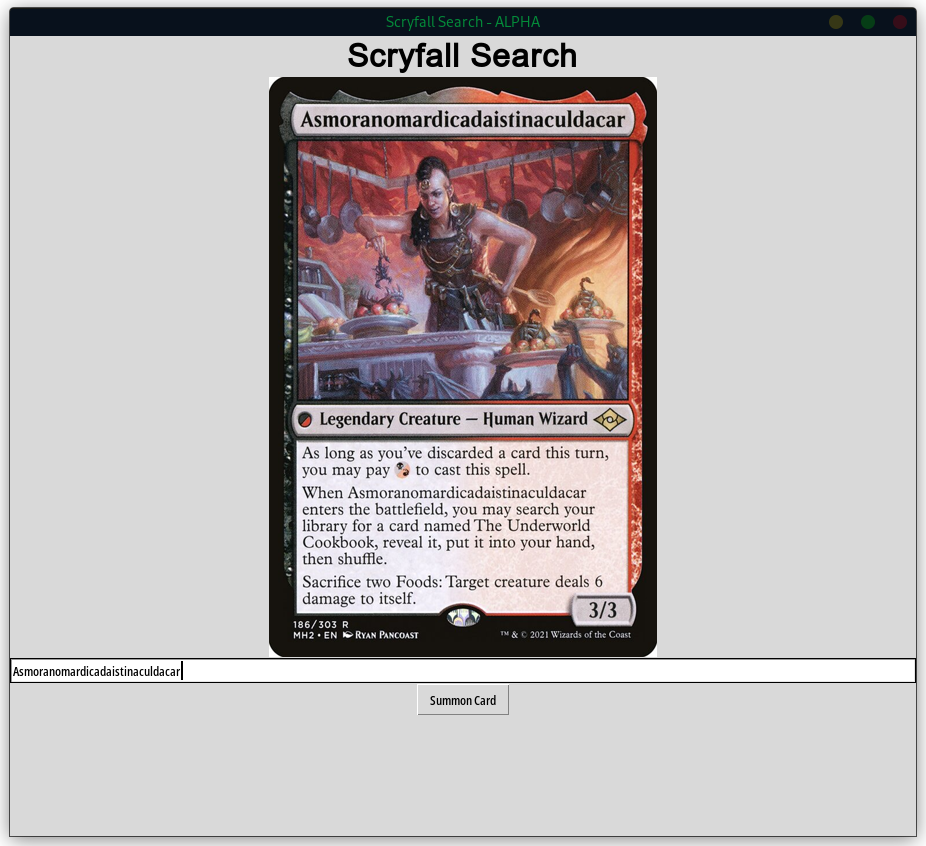 Scryfall Search - ALPHA
Scryfall Search
Asmoranomardicadaistinaculdacar
Legendary Creature — Human Wizard
As long as you've discarded a card this turn,
you may pay to cast this spell.
When Asmoranomardicadaistinaculdacar
enters the battlefield, you may search your
library for a card named The Underworld
Cookbook, reveal it, put it into your hand,
then shuffle.
Sacrifice two Foods: Target creature deals 6
damage to itself.
3/3
186/303 R
MH2 • EN Ryan Pancoast
™ & © 2021 Wizards of the Coast
Asmoranomardicadaistinaculdacar
Summon Card